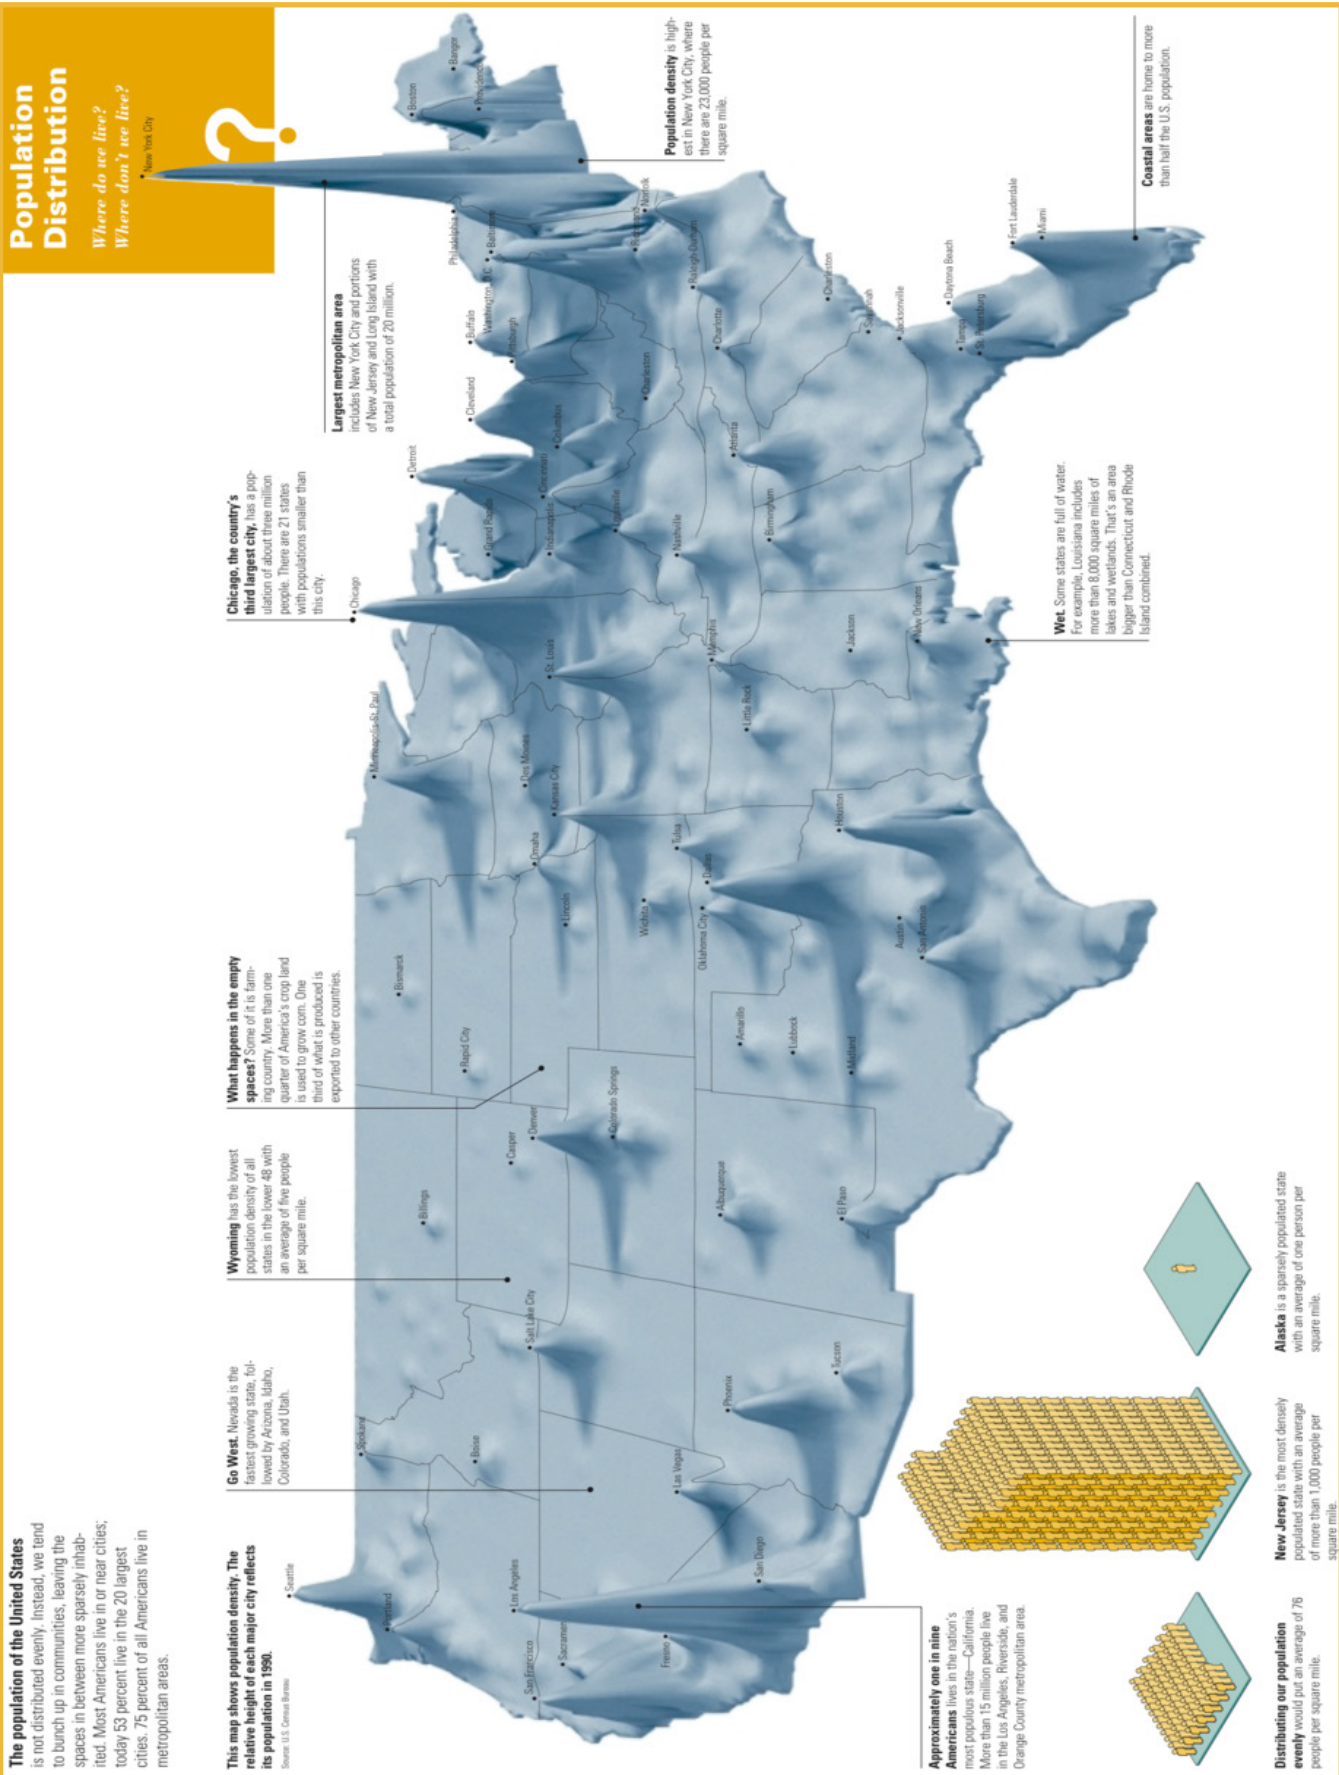 The population of the United States
is not distributed evenly. Instead, we tend
to bunch up in communities, leaving the
spaces in between more sparsely inhab-
ited. Most Americans live in or near cities;
today 53 percent live in the 20 largest
cities. 75 percent of all Americans live in
metropolitan areas.
Population
Distribution
Where do we live?
Where don't we live?
?
This map shows population density. The
relative height of each major city reflects
its population in 1990.
Source: U.S. Census Bureau
Go West. Nevada is the
fastest growing state, fol-
lowed by Arizona, Idaho,
Colorado, and Utah.
Wyoming has the lowest
population density of all
states in the lower 48 with
an average of five people
per square mile.
What happens in the empty
spaces? Some of it is farm-
ing country. More than one
quarter of America's crop land
is used to grow corn. One
third of what is produced is
exported to other countries.
Chicago, the country's
third largest city, has a pop-
ulation of about three million
people. There are 21 states
with populations smaller than
this city.
Largest metropolitan area
includes New York City and portions
of New Jersey and Long Island with
a total population of 20 million.
New York City
Seattle
Portland
Spokane
Boise
Billings
Bismarck
Rapid City
Casper
Denver
Colorado Springs
Salt Lake City
Minneapolis-St. Paul
Chicago
Detroit
Grand Rapids
Cleveland
Buffalo
Pittsburgh
Philadelphia
Washington, D.C.
Baltimore
Boston
Bangor
Providence
San Francisco
Sacramento
Fresno
Los Angeles
San Diego
Las Vegas
Phoenix
Tucson
Albuquerque
El Paso
Omaha
Lincoln
Des Moines
Kansas City
Wichita
St. Louis
Indianapolis
Cincinnati
Columbus
Louisville
Charleston
Richmond
Norfolk
Raleigh-Durham
Charlotte
Nashville
Memphis
Tulsa
Oklahoma City
Dallas
Amarillo
Lubbock
Midland
Austin
San Antonio
Houston
Little Rock
Jackson
New Orleans
Birmingham
Atlanta
Charleston
Savannah
Jacksonville
Daytona Beach
Tampa
St. Petersburg
Fort Lauderdale
Miami
Population density is high-
est in New York City, where
there are 23,000 people per
square mile.
Coastal areas are home to more
than half the U.S. population.
Wet. Some states are full of water.
For example, Louisiana includes
more than 8,000 square miles of
lakes and wetlands. That's an area
bigger than Connecticut and Rhode
Island combined.
Approximately one in nine
Americans lives in the nation's
most populous state—California.
More than 15 million people live
in the Los Angeles, Riverside, and
Orange County metropolitan area.
Distributing our population
evenly would put an average of 76
people per square mile.
New Jersey is the most densely
populated state with an average
of more than 1,000 people per
square mile.
Alaska is a sparsely populated state
with an average of one person per
square mile.